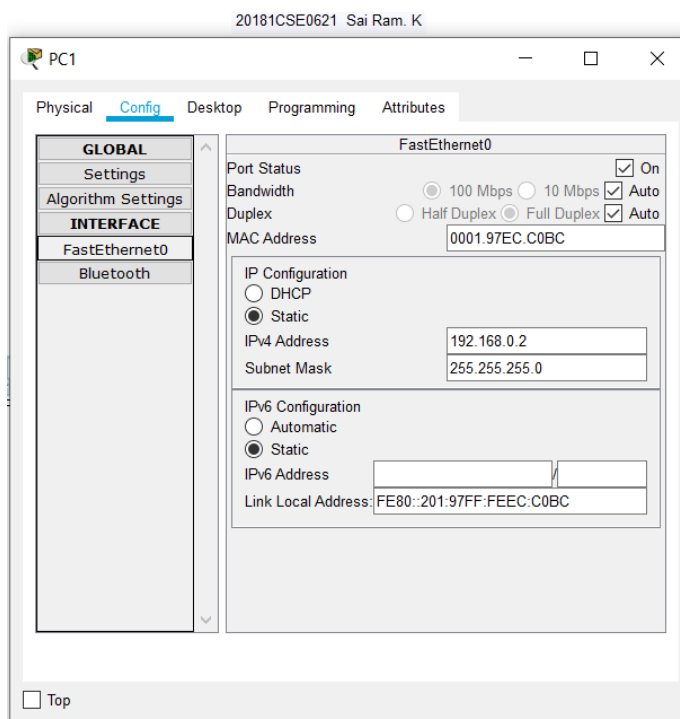 20181CSE0621 Sai Ram. K
PC1
Physical Config Desktop Programming Attributes
GLOBAL
Settings
Algorithm Settings
INTERFACE
FastEthernet0
Bluetooth
FastEthernet0
Port Status On
Bandwidth 100 Mbps 10 Mbps Auto
Duplex Half Duplex Full Duplex Auto
MAC Address 0001.97EC.C0BC
IP Configuration
DHCP
Static
IPv4 Address 192.168.0.2
Subnet Mask 255.255.255.0
IPv6 Configuration
Automatic
Static
IPv6 Address /
Link Local Address: FE80::201:97FF:FEEC:C0BC
Top